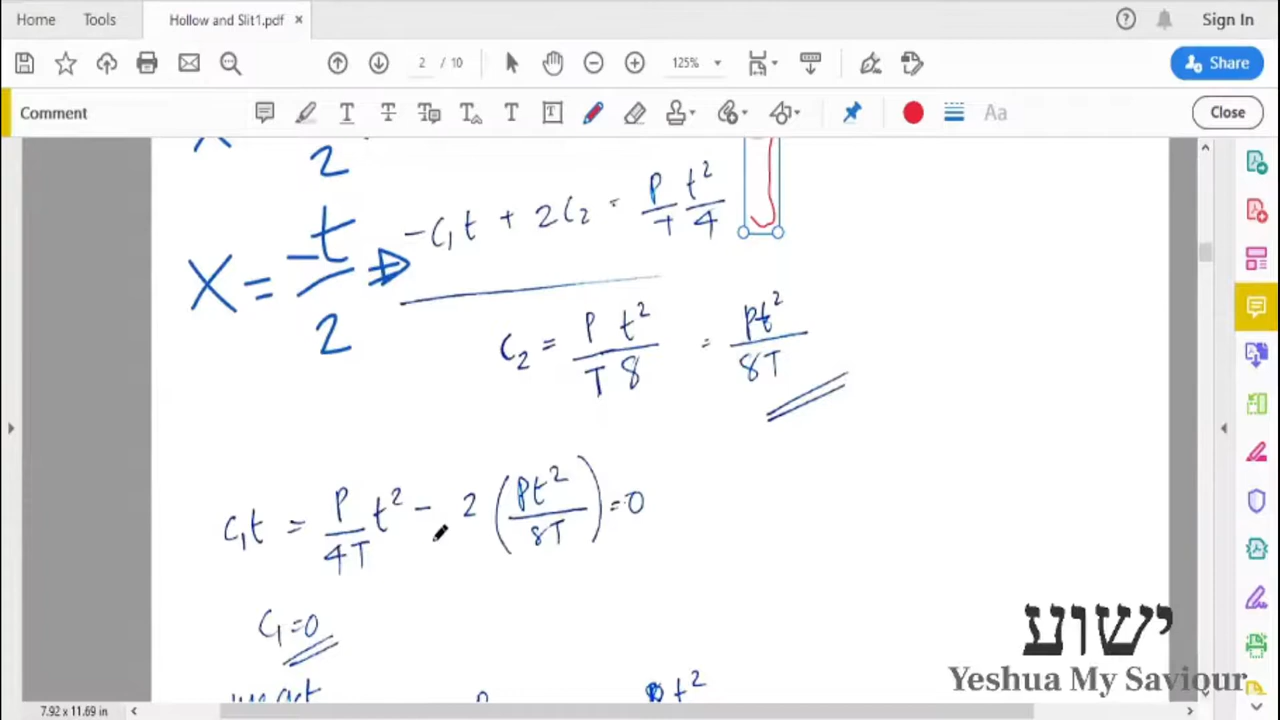 Home Tools Hollow and Slit1.pdf × Sign In
2 / 10 125% Share
Comment T T T T T Aa Close
X
2
-C₁t + 2C₂ = P/T t²/4
X = -t/2 ⇒
C₂ = P t²/T 8 = Pt²/8T
C₁t = P/4T t² - 2 (Pt²/8T) = 0
C₁=0
t²
ישוע
Yeshua My Saviour
7.92 x 11.69 in